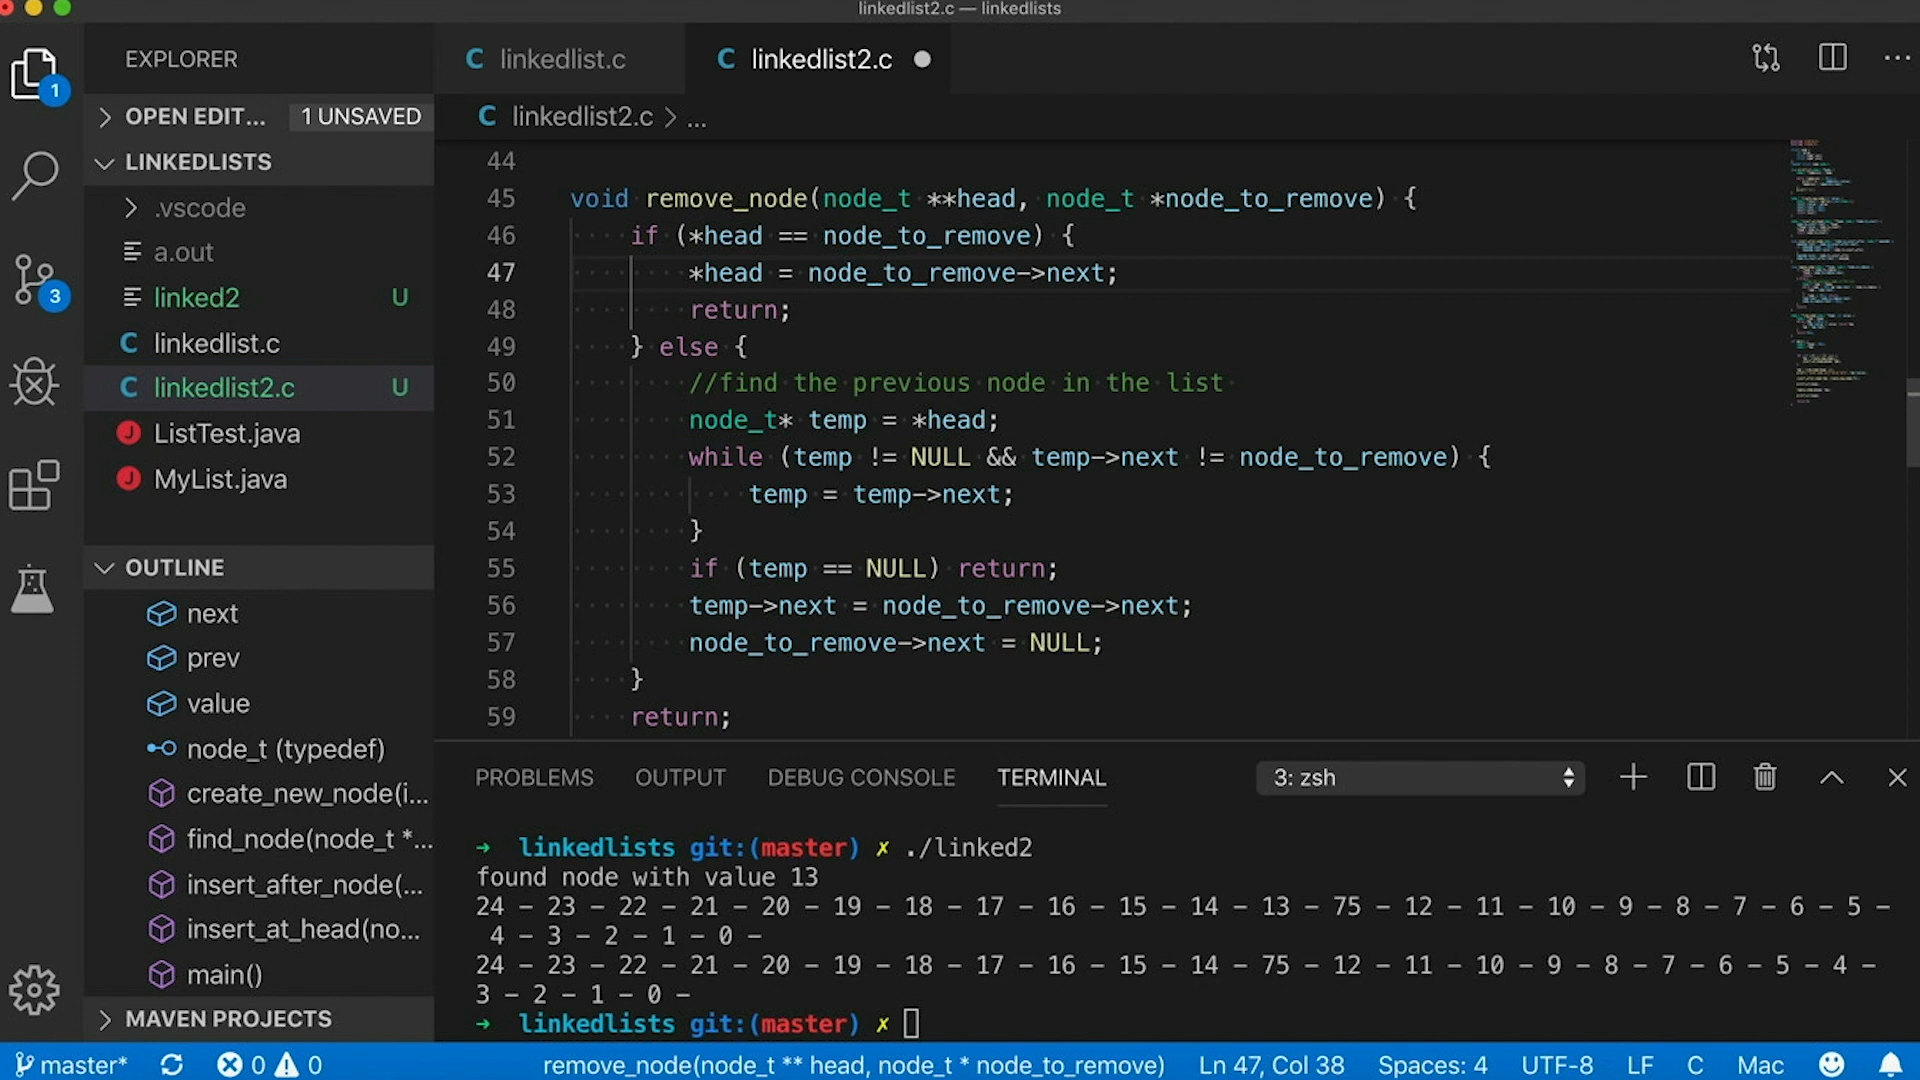 linkedlist2.c — linkedlists
EXPLORER
1
OPEN EDIT... 1 UNSAVED
LINKEDLISTS
.vscode
a.out
linked2 U
3
linkedlist.c
linkedlist2.c U
ListTest.java
MyList.java
OUTLINE
next
prev
value
node_t (typedef)
create_new_node(i...
find_node(node_t *...
insert_after_node(...
insert_at_head(no...
main()
MAVEN PROJECTS
C linkedlist.c C linkedlist2.c
C linkedlist2.c > ...
44
45 void remove_node(node_t **head, node_t *node_to_remove) {
46 if (*head == node_to_remove) {
47 *head = node_to_remove->next;
48 return;
49 } else {
50 //find the previous node in the list
51 node_t* temp = *head;
52 while (temp != NULL && temp->next != node_to_remove) {
53 temp = temp->next;
54 }
55 if (temp == NULL) return;
56 temp->next = node_to_remove->next;
57 node_to_remove->next = NULL;
58 }
59 return;
PROBLEMS OUTPUT DEBUG CONSOLE TERMINAL 3: zsh
→ linkedlists git:(master) ✗ ./linked2
found node with value 13
24 - 23 - 22 - 21 - 20 - 19 - 18 - 17 - 16 - 15 - 14 - 13 - 75 - 12 - 11 - 10 - 9 - 8 - 7 - 6 - 5 -
4 - 3 - 2 - 1 - 0 -
24 - 23 - 22 - 21 - 20 - 19 - 18 - 17 - 16 - 15 - 14 - 75 - 12 - 11 - 10 - 9 - 8 - 7 - 6 - 5 - 4 -
3 - 2 - 1 - 0 -
→ linkedlists git:(master) ✗
master* 0 0 remove_node(node_t ** head, node_t * node_to_remove) Ln 47, Col 38 Spaces: 4 UTF-8 LF C Mac